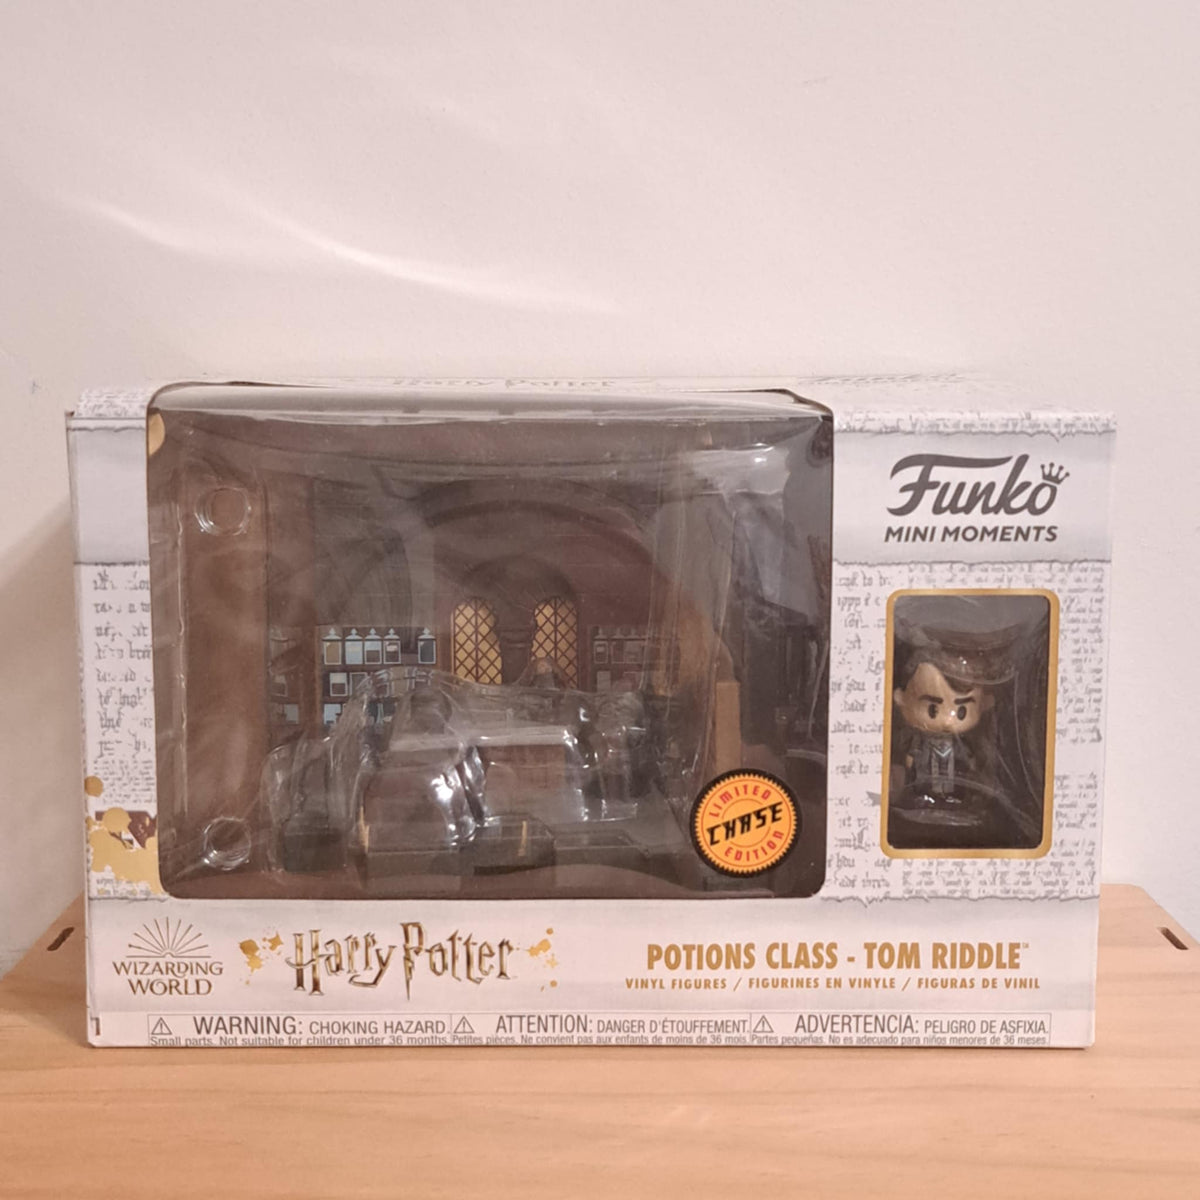 Harry Potter
Funko
MINI MOMENTS
LIMITED
CHASE
EDITION
WIZARDING
WORLD
Harry Potter
POTIONS CLASS - TOM RIDDLE™
VINYL FIGURES / FIGURINES EN VINYLE / FIGURAS DE VINIL
WARNING: CHOKING HAZARD.
Small parts. Not suitable for children under 36 months.
ATTENTION: DANGER D'ÉTOUFFEMENT.
Petites pièces. Ne convient pas aux enfants de moins de 36 mois.
ADVERTENCIA: PELIGRO DE ASFIXIA.
Partes pequeñas. No es adecuado para niños menores de 36 meses.